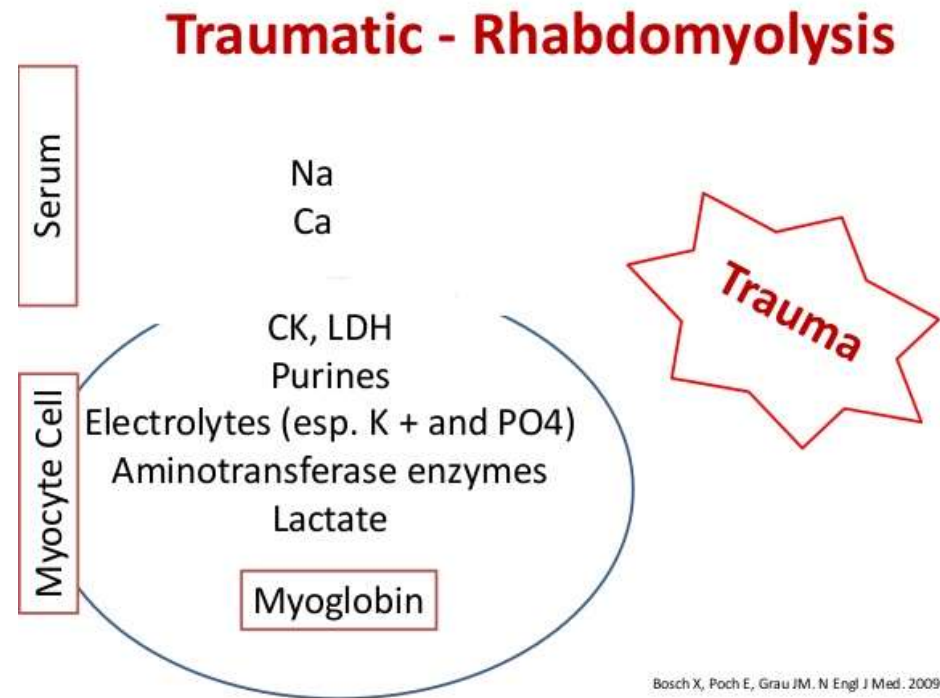 Traumatic - Rhabdomyolysis
Serum
Na
Ca
Trauma
CK, LDH
Purines
Myocyte Cell
Electrolytes (esp. K + and PO4)
Aminotransferase enzymes
Lactate
Myoglobin
Bosch X, Poch E, Grau JM. N Engl J Med. 2009